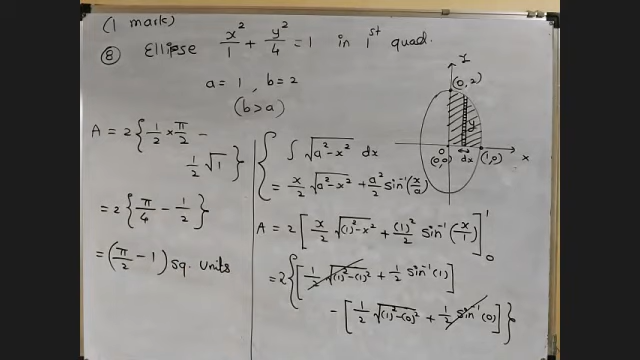 (1 mark)
⑧ Ellipse x²/1 + y²/4 = 1 in 1st quad.
a = 1, b = 2
(b>a)
y
(0, 2)
y
0
(0,0)
dx
(1,0)
x
{ ∫ √(a²-x²) dx
= x/2 √(a²-x²) + a²/2 sin⁻¹(x/a)
A = 2 [ x/2 √((1)²-x²) + (1)²/2 sin⁻¹(x/1) ]₀¹
= 2 { [ 1/2 √((1)²-(1)²) + 1/2 sin⁻¹(1) ]
- [ 1/2 √((1)²-(0)²) + 1/2 sin⁻¹(0) ] }
A = 2 { 1/2 × π/2 -
1/2 √1 }
= 2 { π/4 - 1/2 }
= (π/2 - 1) sq. units